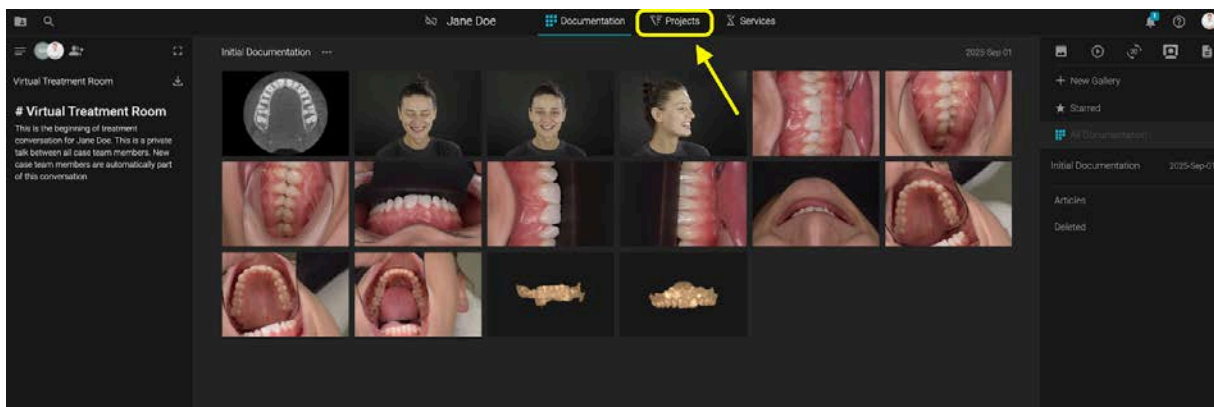 Jane Doe
Documentation
Projects
Services
1
Virtual Treatment Room
# Virtual Treatment Room
This is the beginning of treatment
conversation for Jane Doe. This is a private
talk between all case team members. New
case team members are automatically part
of this conversation
Initial Documentation ···
2025-Sep-01
+ New Gallery
Starred
All Documentation
Initial Documentation 2025-Sep-01
Articles
Deleted